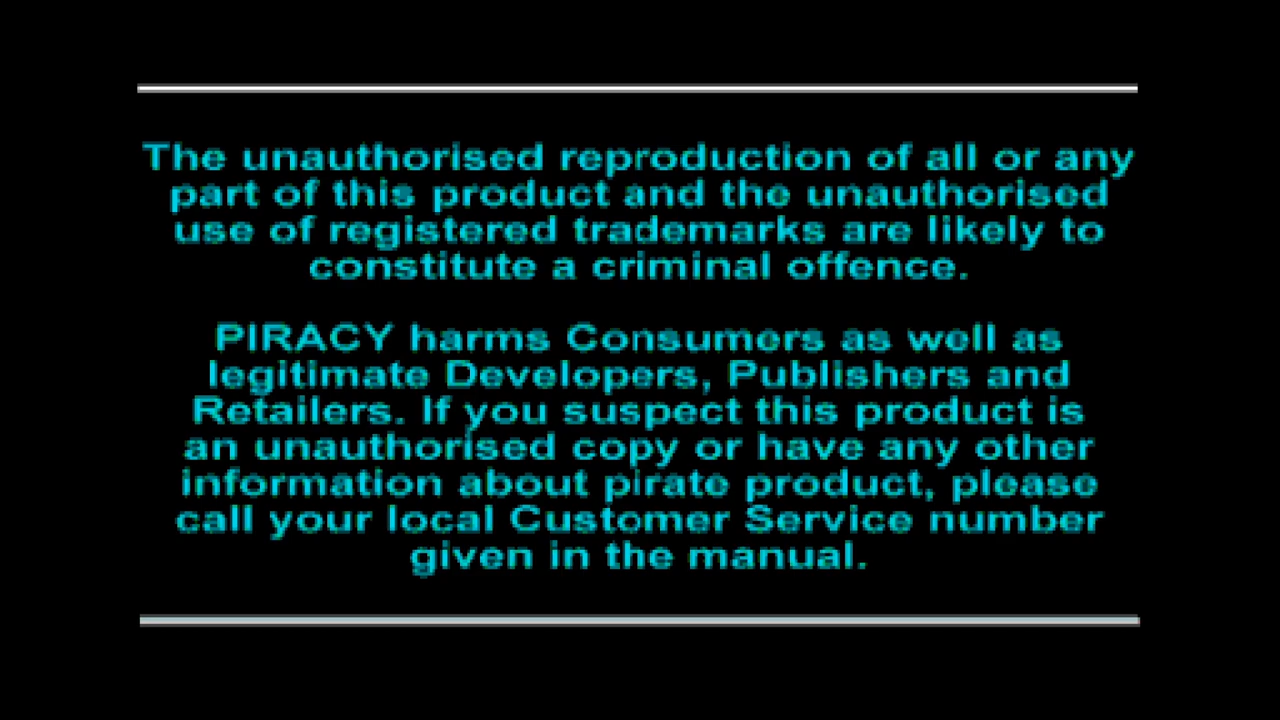 The unauthorised reproduction of all or any
part of this product and the unauthorised
use of registered trademarks are likely to
constitute a criminal offence.
PIRACY harms Consumers as well as
legitimate Developers, Publishers and
Retailers. If you suspect this product is
an unauthorised copy or have any other
information about pirate product, please
call your local Customer Service number
given in the manual.